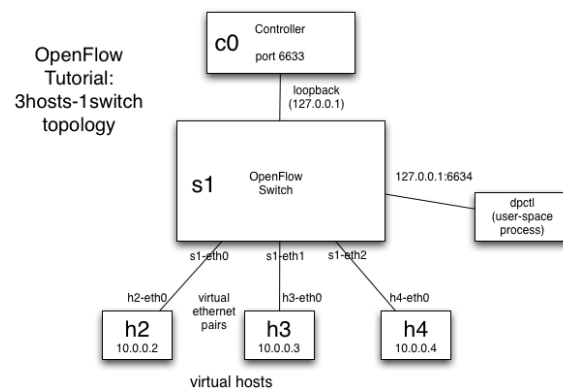 OpenFlow
Tutorial:
3hosts-1switch
topology
c0
Controller
port 6633
loopback
(127.0.0.1)
s1
OpenFlow
Switch
127.0.0.1:6634
dpctl
(user-space
process)
s1-eth0
s1-eth1
s1-eth2
h2-eth0
virtual
ethernet
pairs
h3-eth0
h4-eth0
h2
10.0.0.2
h3
10.0.0.3
h4
10.0.0.4
virtual hosts